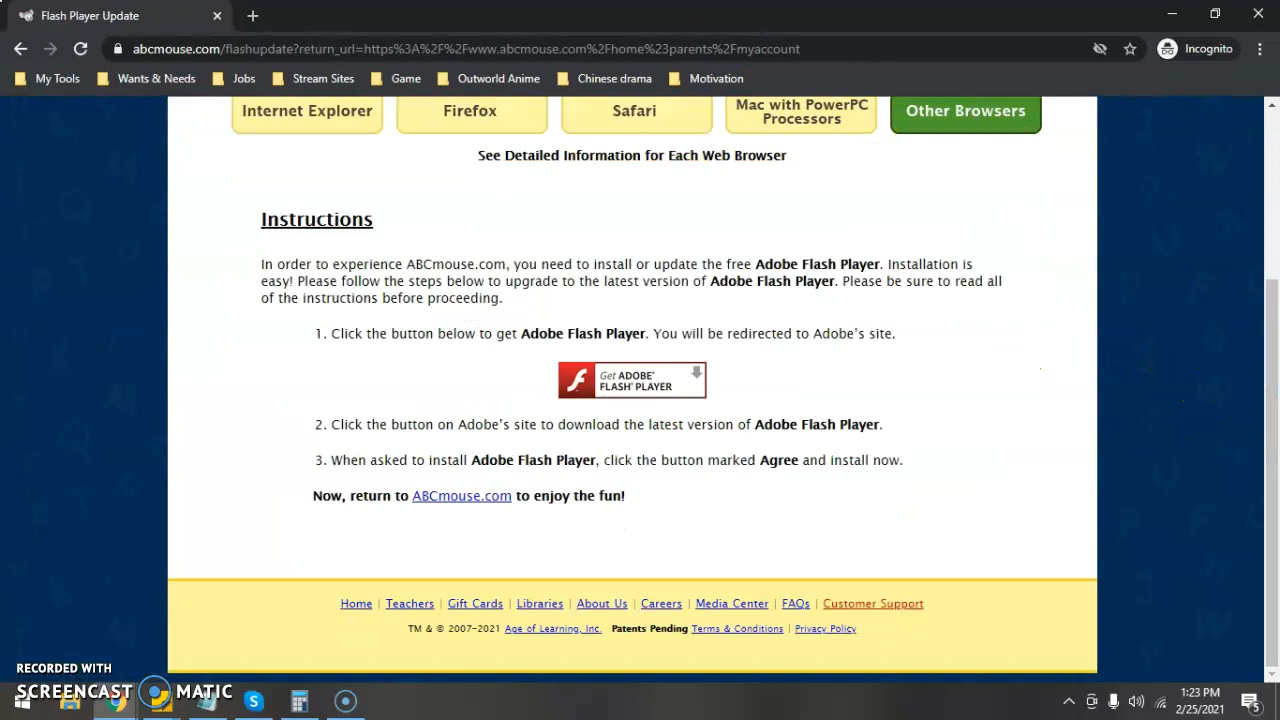 Flash Player Update
abcmouse.com/flashupdate?return_url=https%3A%2F%2Fwww.abcmouse.com%2Fhome%23parents%2Fmyaccount
Incognito
My Tools Wants & Needs Jobs Stream Sites Game Outworld Anime Chinese drama Motivation
Internet Explorer Firefox Safari Mac with PowerPC Processors Other Browsers
See Detailed Information for Each Web Browser
Instructions
In order to experience ABCmouse.com, you need to install or update the free Adobe Flash Player. Installation is
easy! Please follow the steps below to upgrade to the latest version of Adobe Flash Player. Please be sure to read all
of the instructions before proceeding.
1. Click the button below to get Adobe Flash Player. You will be redirected to Adobe's site.
Get ADOBE®
FLASH® PLAYER
2. Click the button on Adobe's site to download the latest version of Adobe Flash Player.
3. When asked to install Adobe Flash Player, click the button marked Agree and install now.
Now, return to ABCmouse.com to enjoy the fun!
Home | Teachers | Gift Cards | Libraries | About Us | Careers | Media Center | FAQs | Customer Support
TM & © 2007-2021 Age of Learning, Inc. Patents Pending Terms & Conditions | Privacy Policy
RECORDED WITH
SCREENCAST MATIC
1:23 PM
2/25/2021
5